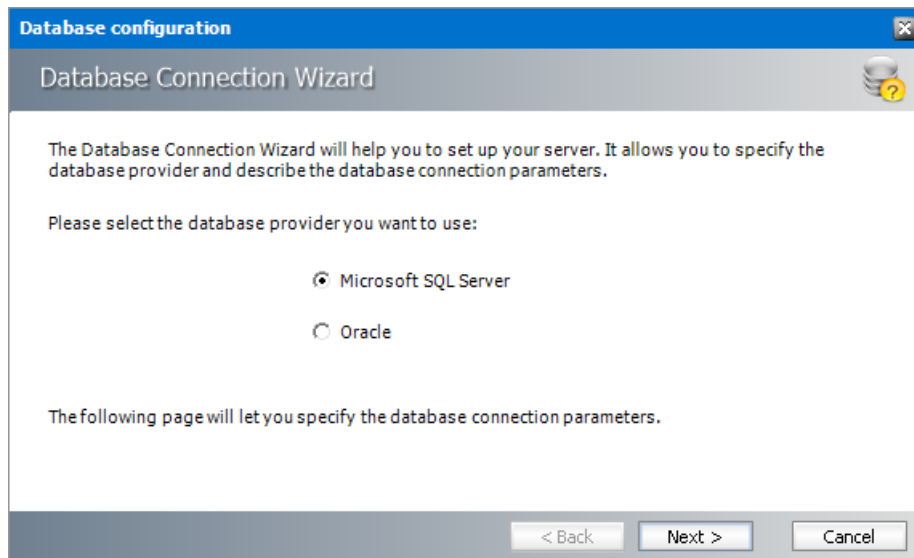 Database configuration
Database Connection Wizard
The Database Connection Wizard will help you to set up your server. It allows you to specify the
database provider and describe the database connection parameters.
Please select the database provider you want to use:
Microsoft SQL Server
Oracle
The following page will let you specify the database connection parameters.
< Back
Next >
Cancel